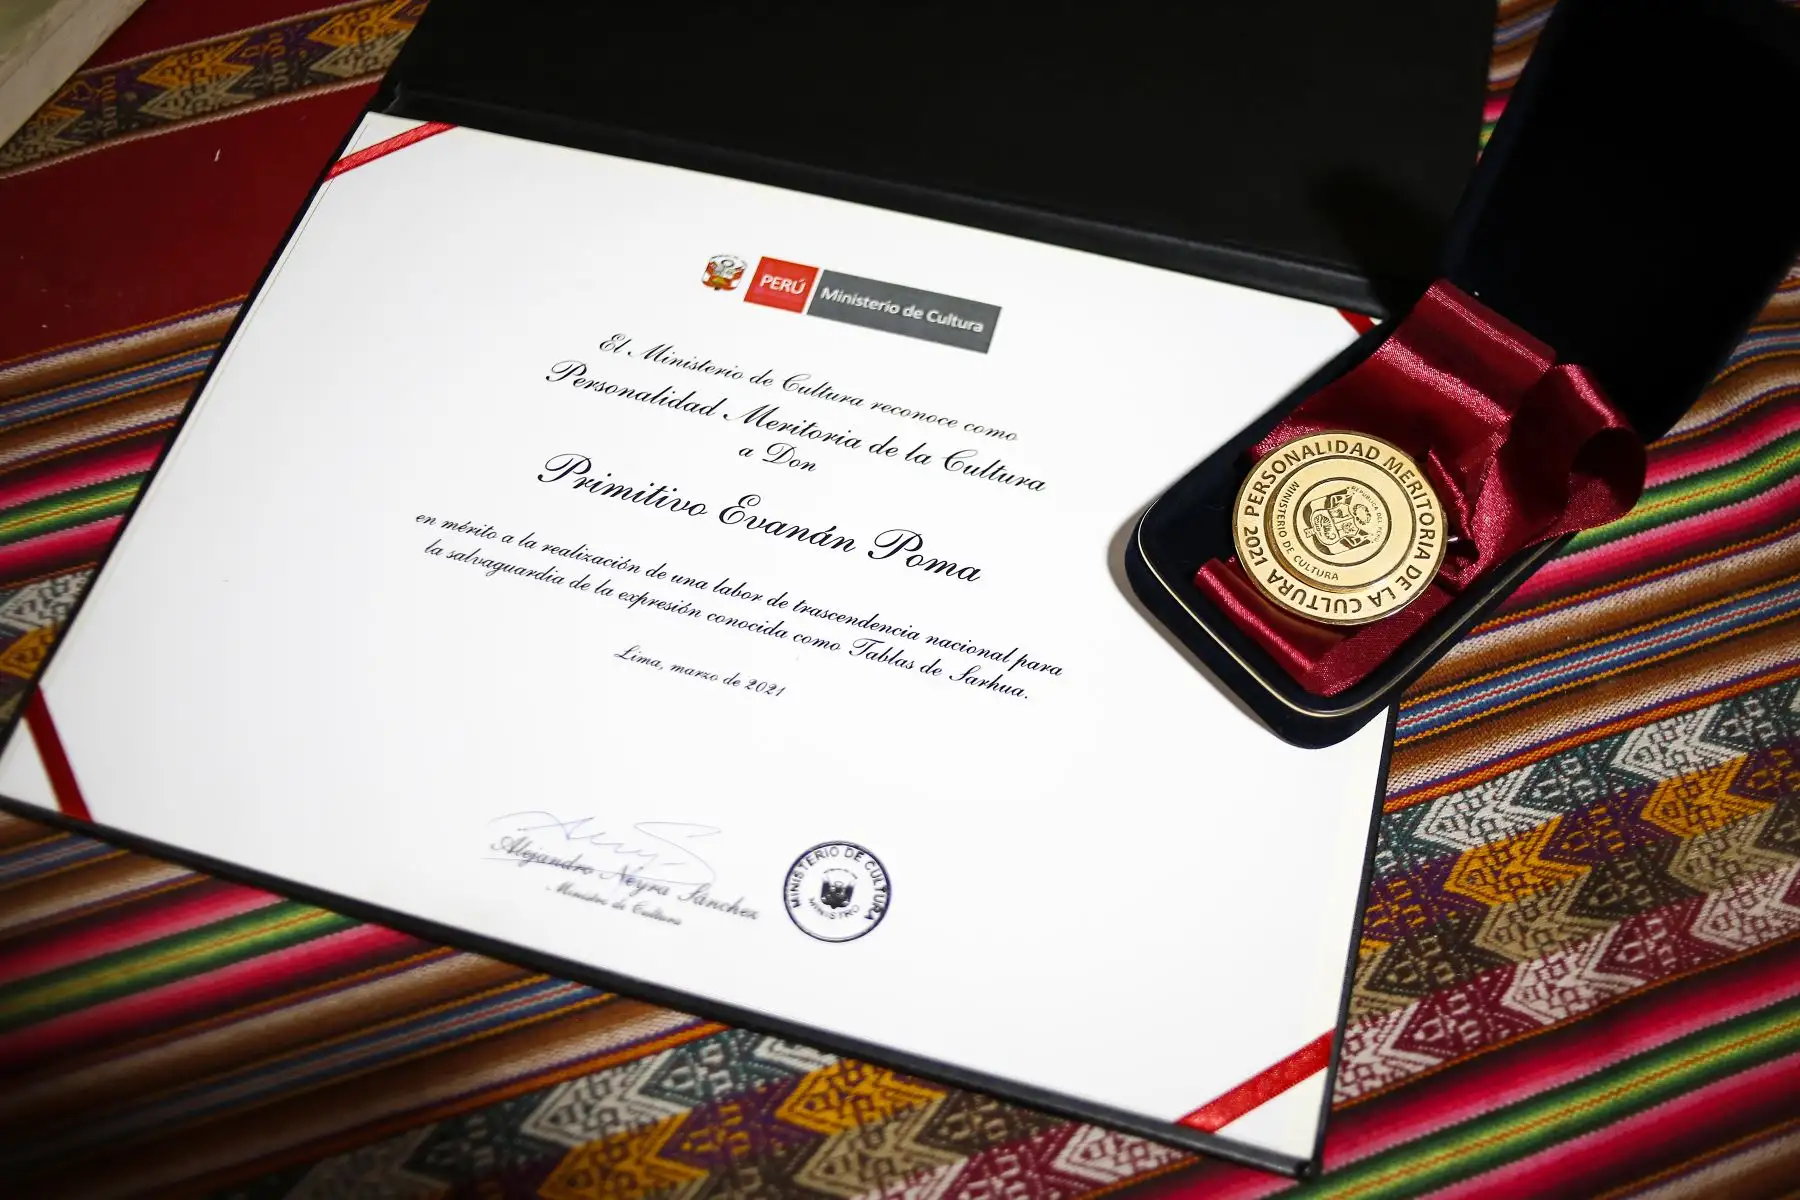 PERÚ Ministerio de Cultura
El Ministerio de Cultura reconoce como
Personalidad Meritoria de la Cultura
a Don
Primitivo Evanán Poma
en mérito a la realización de una labor de trascendencia nacional para
la salvaguardia de la expresión conocida como Tablas de Sarhua.
Lima, marzo de 2021
Alejandro Neyra Sánchez
Ministro de Cultura
MINISTERIO DE CULTURA
MINISTRO
PERSONALIDAD MERITORIA DE LA CULTURA 2021
REPÚBLICA DEL PERÚ
MINISTERIO DE CULTURA